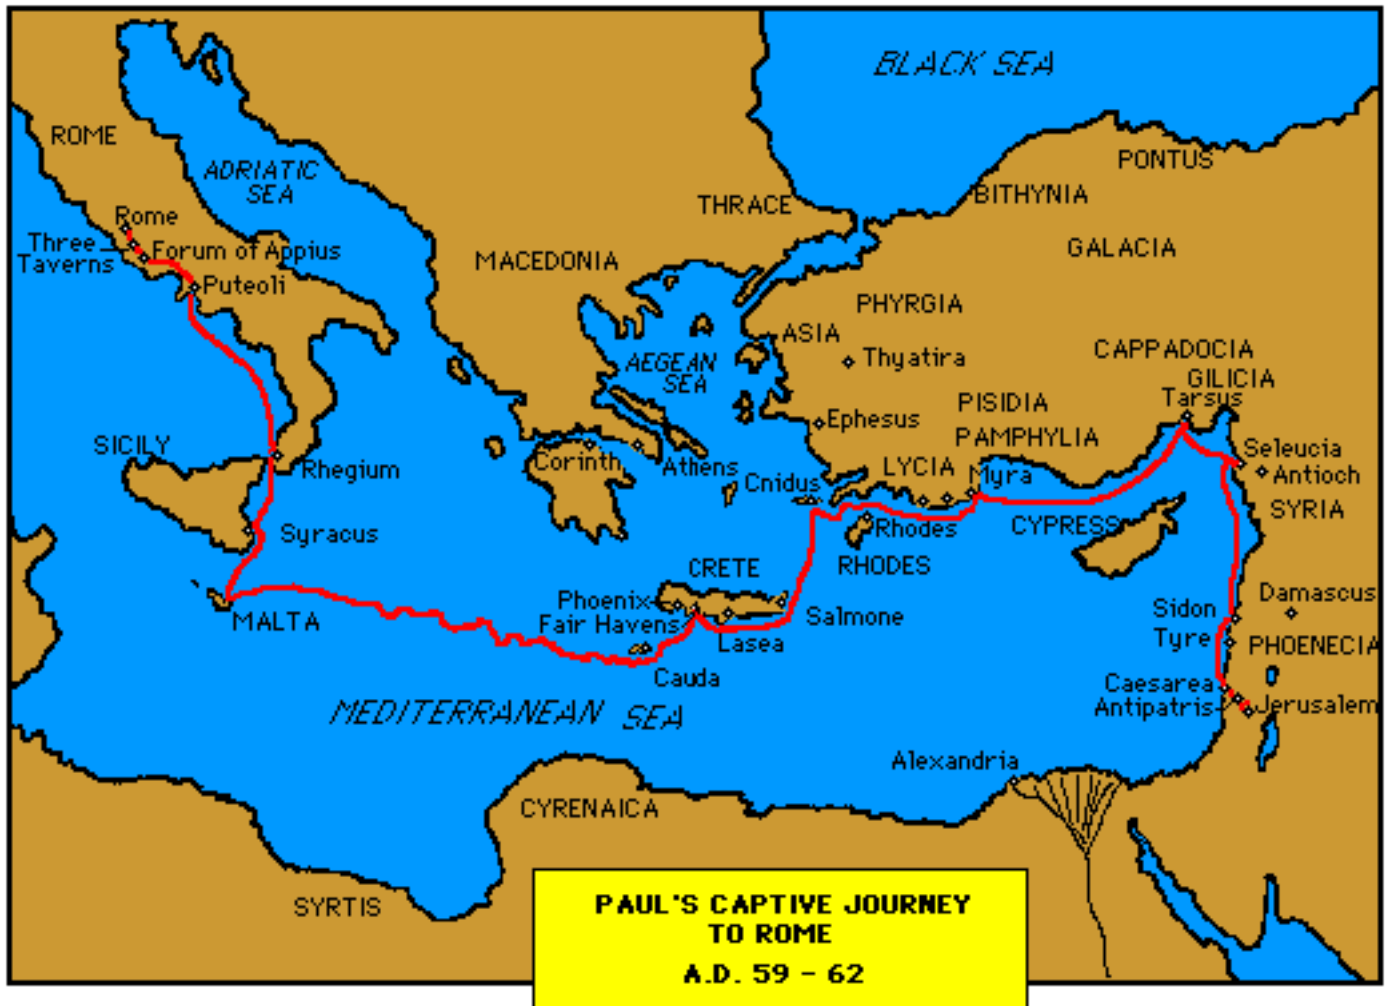 BLACK SEA
ROME
ADRIATIC
SEA
PONTUS
BITHYNIA
THRACE
Rome
Three
Taverns
Forum of Appius
GALACIA
MACEDONIA
Puteoli
PHYRGIA
ASIA
Thyatira
CAPPADOCIA
AEGEAN
SEA
GILICIA
Tarsus
PISIDIA
Ephesus
PAMPHYLIA
SICILY
Rhegium
Corinth
Athens
LYCIA
Myra
Seleucia
Antioch
Cnidus
SYRIA
Syracus
Rhodes
CYPRESS
RHODES
CRETE
Phoenix
Fair Havens
Salmone
Lasea
MALTA
Damascus
Sidon
Tyre
PHOENECIA
Cauda
Caesarea
Antipatris
Jerusalem
MEDITERRANEAN SEA
Alexandria
CYRENAICA
SYRTIS
PAUL'S CAPTIVE JOURNEY
TO ROME
A.D. 59 - 62